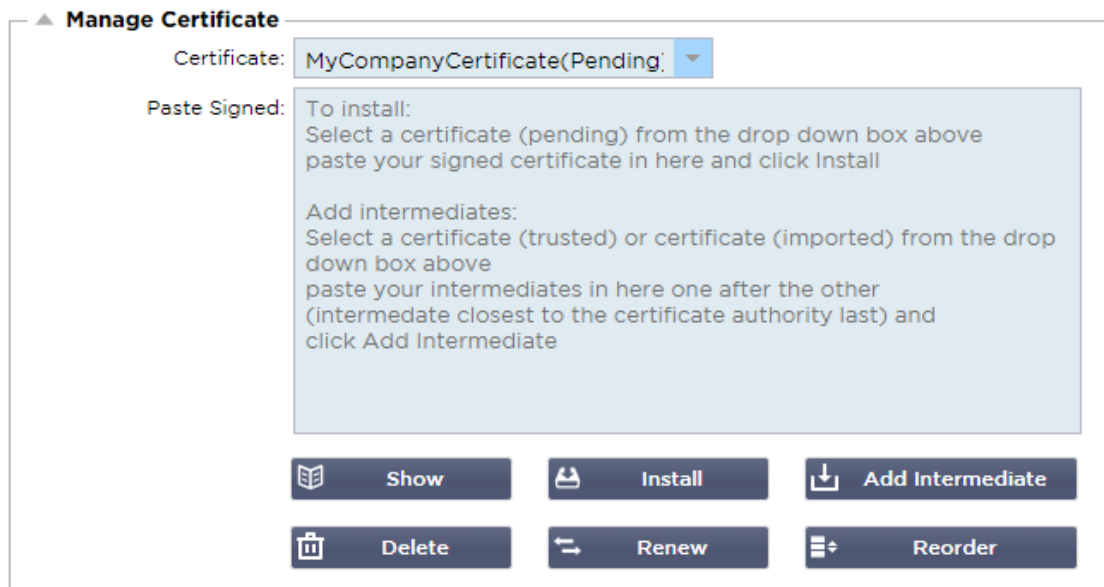 Manage Certificate
Certificate: MyCompanyCertificate(Pending)
Paste Signed: To install:
Select a certificate (pending) from the drop down box above
paste your signed certificate in here and click Install
Add intermediates:
Select a certificate (trusted) or certificate (imported) from the drop
down box above
paste your intermediates in here one after the other
(intermedate closest to the certificate authority last) and
click Add Intermediate
Show Install Add Intermediate
Delete Renew Reorder